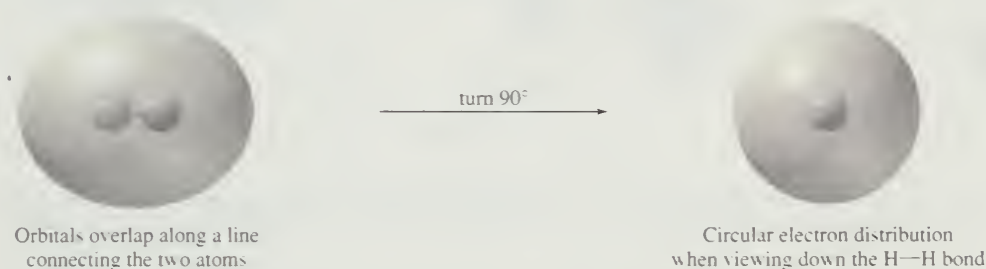 turn 90°
Orbitals overlap along a line
connecting the two atoms
Circular electron distribution
when viewing down the H—H bond